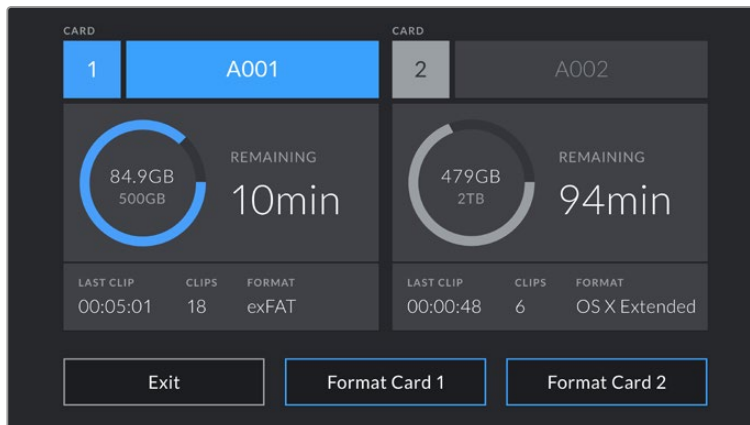 CARD
1 A001
84.9GB
500GB
REMAINING
10min
LAST CLIP CLIPS FORMAT
00:05:01 18 exFAT
CARD
2 A002
479GB
2TB
REMAINING
94min
LAST CLIP CLIPS FORMAT
00:00:48 6 OS X Extended
Exit Format Card 1 Format Card 2